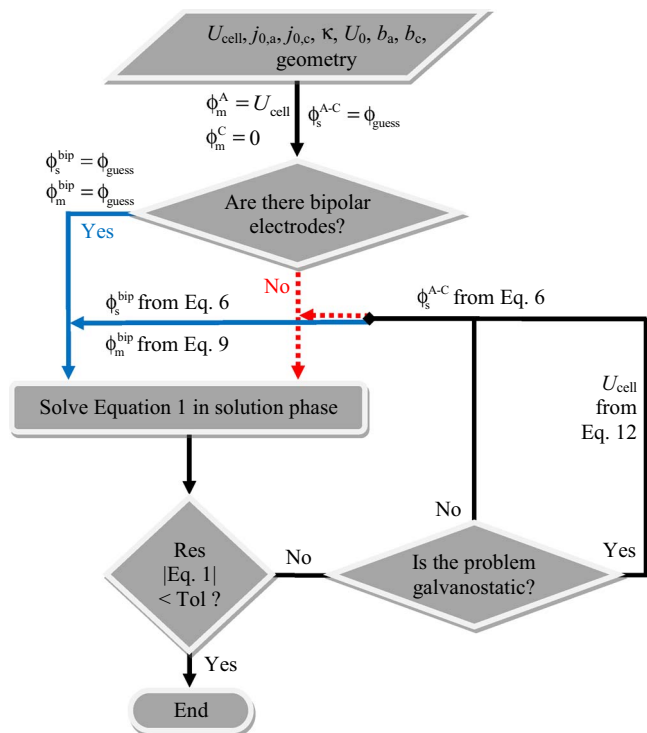 U_cell, j_0,a, j_0,c, κ, U_0, b_a, b_c,
geometry
ϕ_m^A = U_cell
ϕ_m^C = 0
ϕ_s^A-C = ϕ_guess
ϕ_s^bip = ϕ_guess
ϕ_m^bip = ϕ_guess
Are there bipolar
electrodes?
Yes
No
ϕ_s^bip from Eq. 6
ϕ_m^bip from Eq. 9
ϕ_s^A-C from Eq. 6
U_cell
from
Eq. 12
Solve Equation 1 in solution phase
Res
|Eq. 1|
< Tol ?
No
Is the problem
galvanostatic?
No
Yes
Yes
End